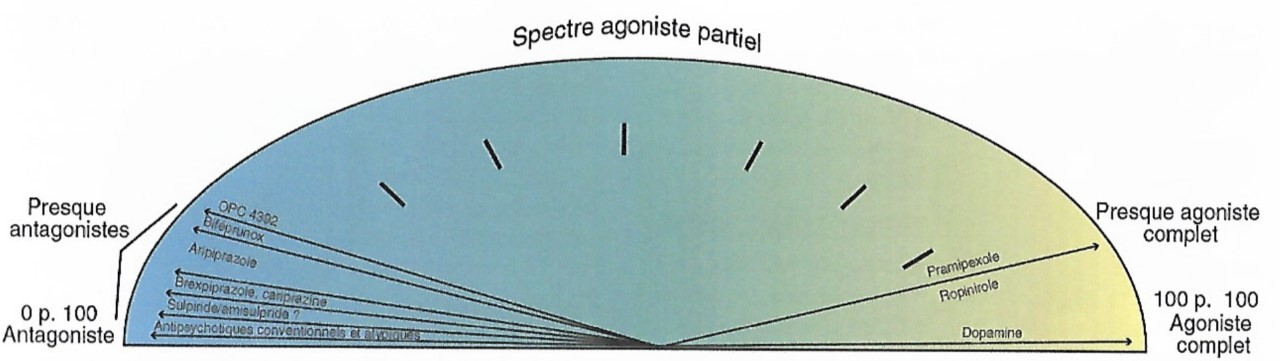 Spectre agoniste partiel
Presque
antagonistes
0 p. 100
Antagoniste
OPC 4392
Bifeprunox
Aripiprazole
Brexpiprazole, cariprazine
Sulpiride/amisulpride ?
Antipsychotiques conventionnels et atypiques
Presque agoniste
complet
Pramipexole
Ropinirole
100 p. 100
Agoniste
complet
Dopamine